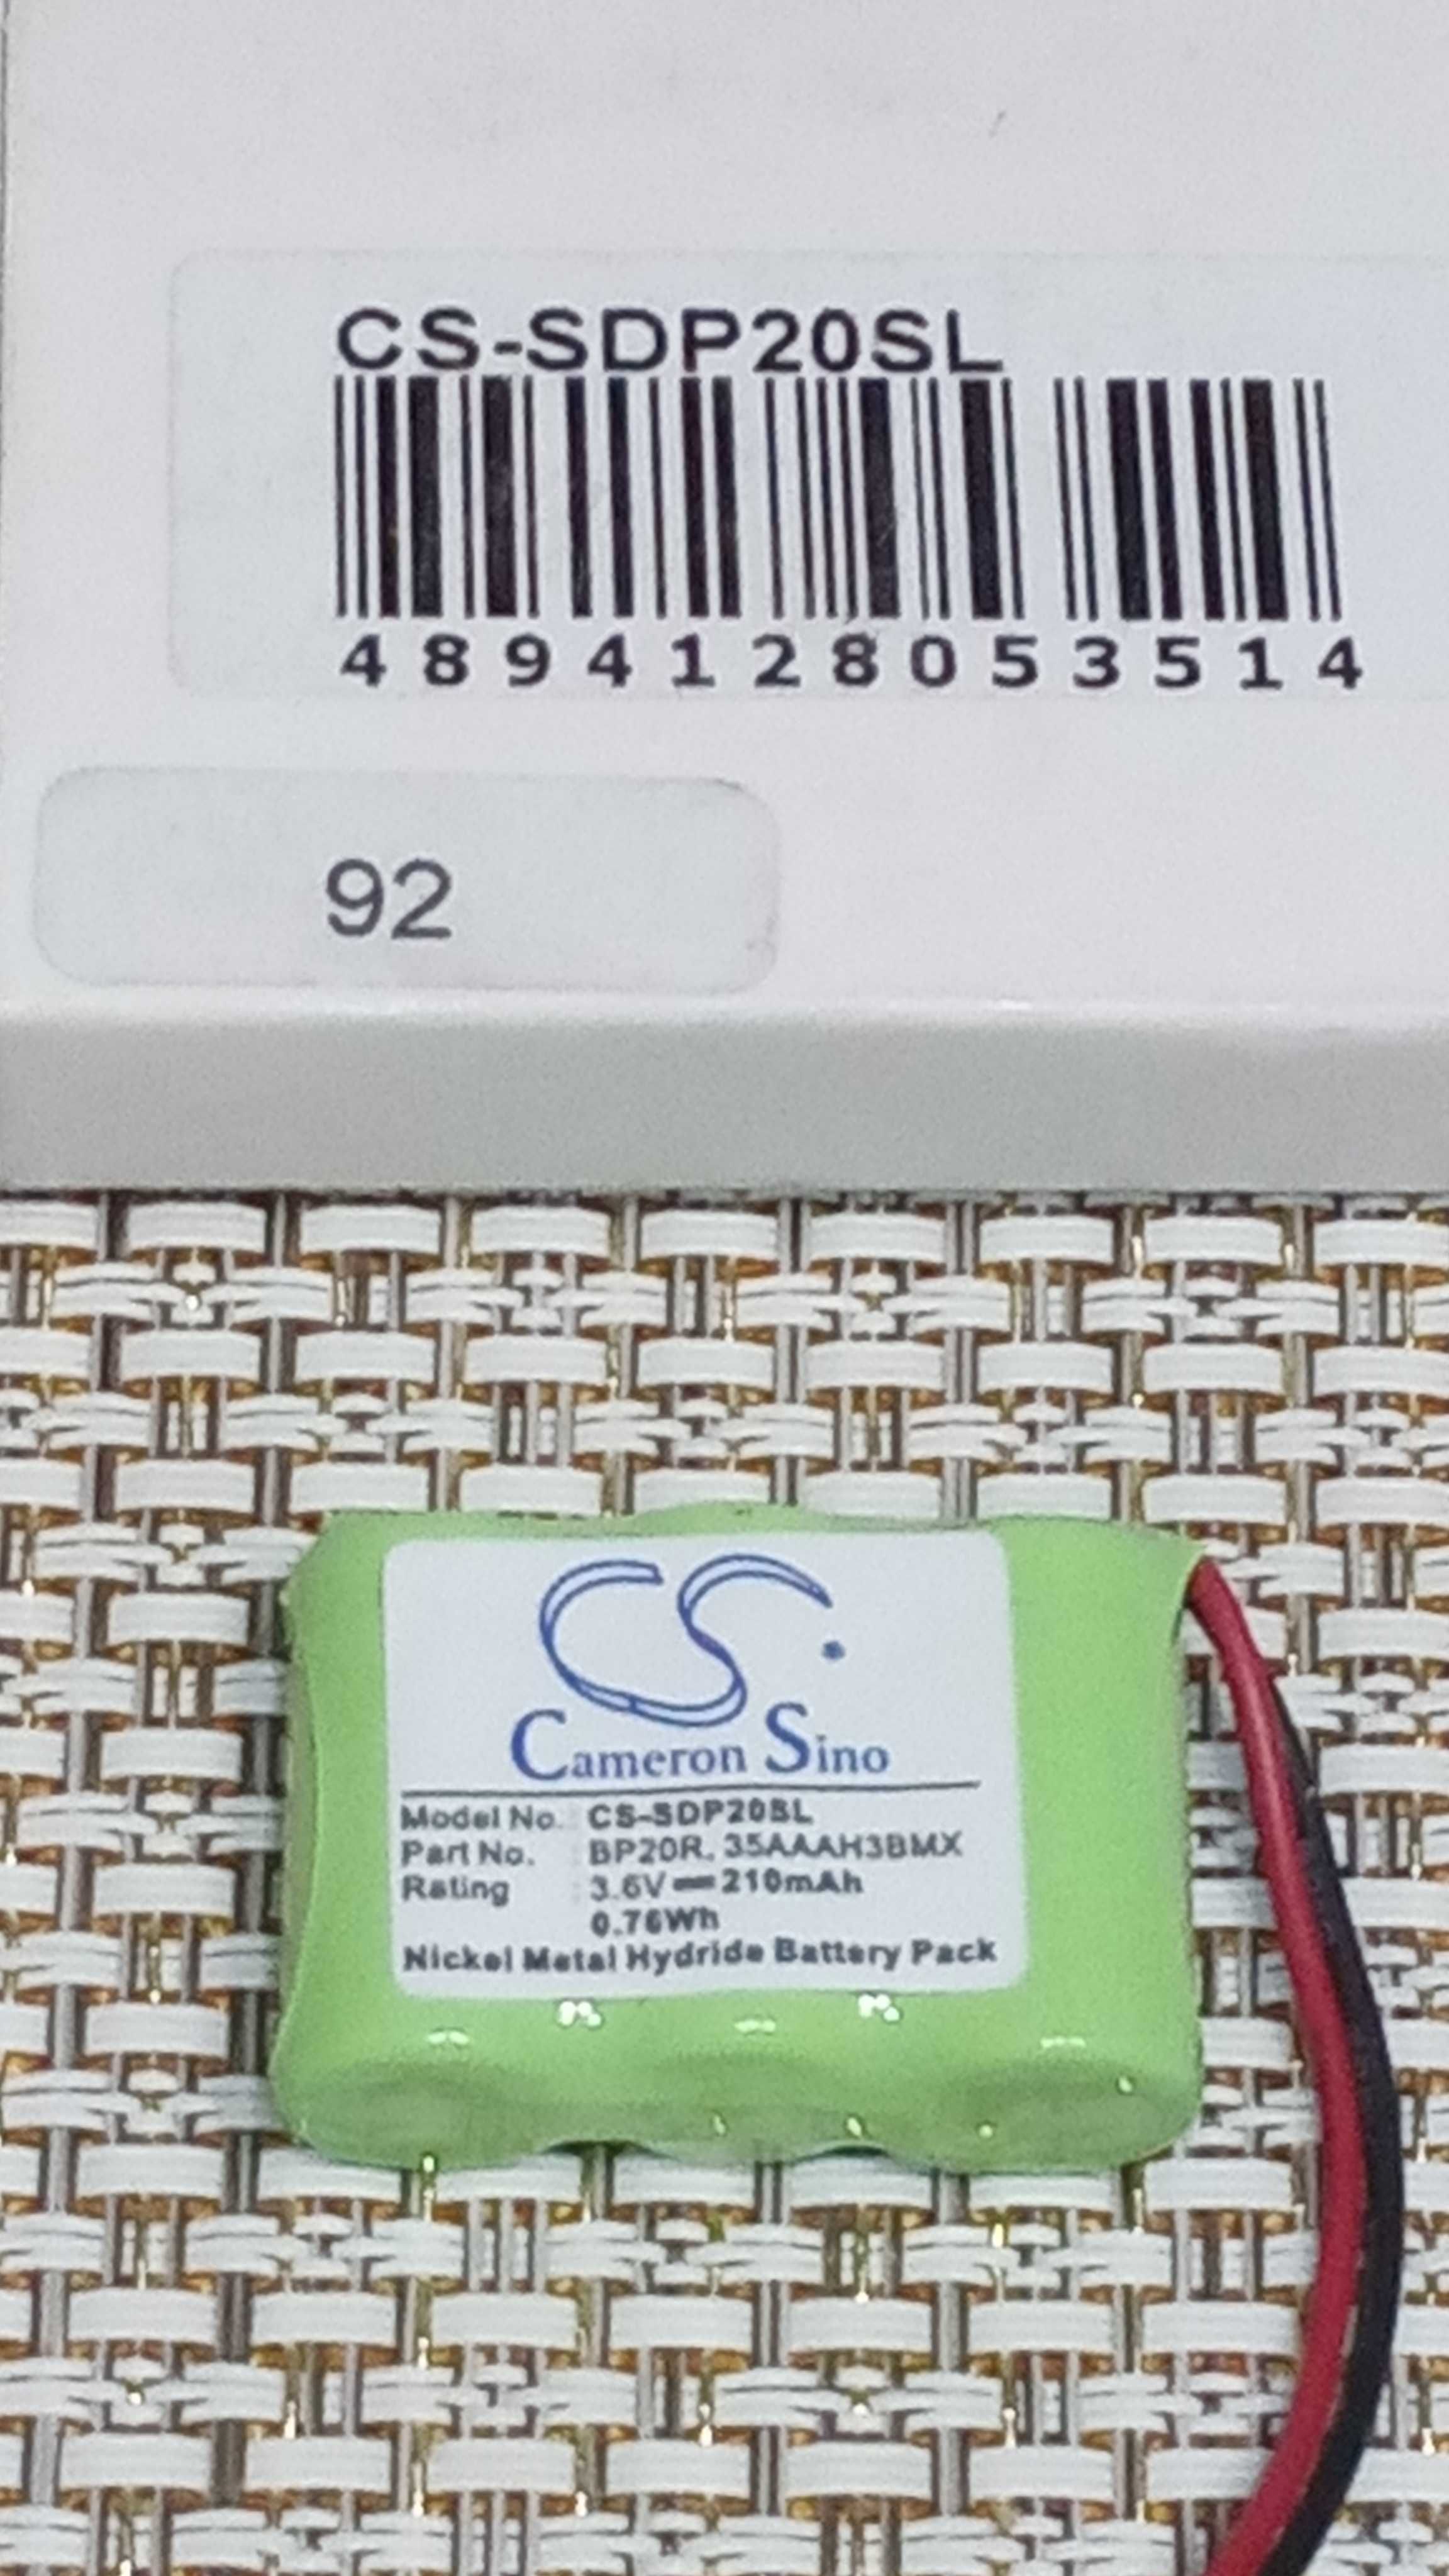 CS-SDP20SL
4894128053514
92
CS
Cameron Sino
Model No. : CS-SDP20SL
Part No. : BP20R, 35AAAH3BMX
Rating : 3.6V⎓210mAh
0.76Wh
Nickel Metal Hydride Battery Pack